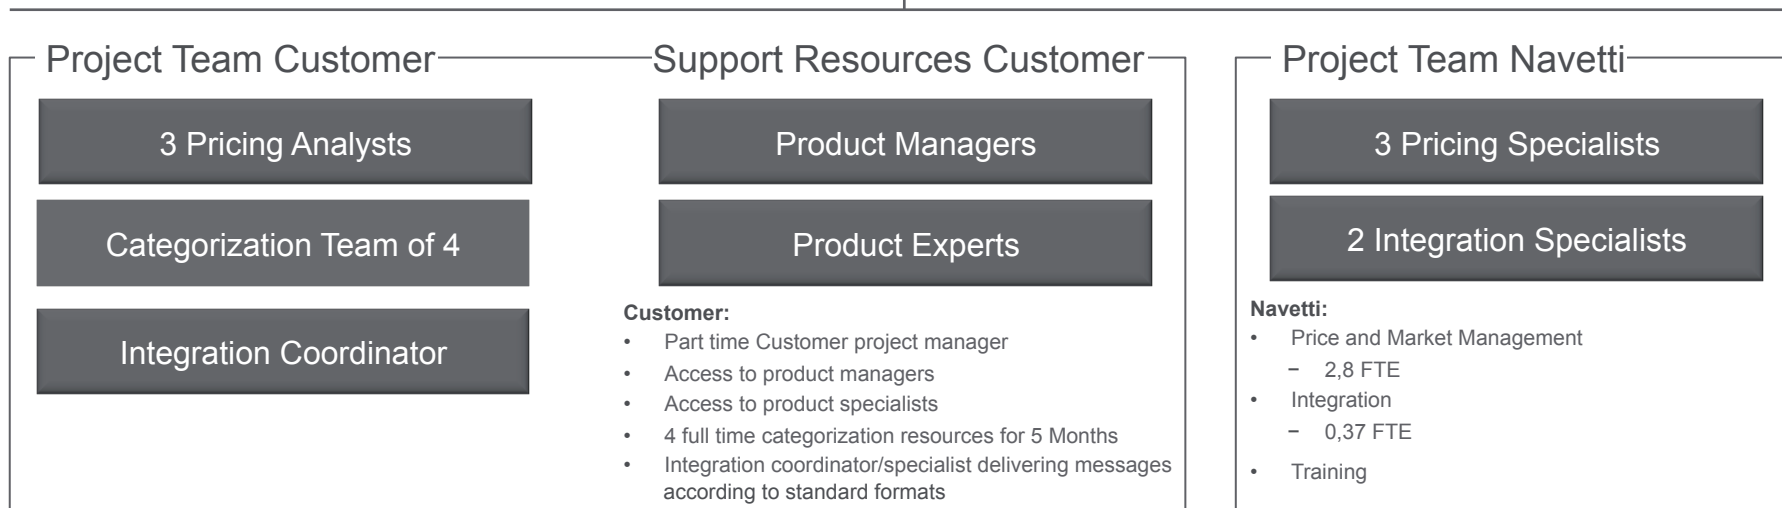 Project Team Customer
3 Pricing Analysts
Categorization Team of 4
Integration Coordinator
Support Resources Customer
Product Managers
Product Experts
Customer:
• Part time Customer project manager
• Access to product managers
• Access to product specialists
• 4 full time categorization resources for 5 Months
• Integration coordinator/specialist delivering messages
according to standard formats
Project Team Navetti
3 Pricing Specialists
2 Integration Specialists
Navetti:
• Price and Market Management
− 2,8 FTE
• Integration
− 0,37 FTE
• Training